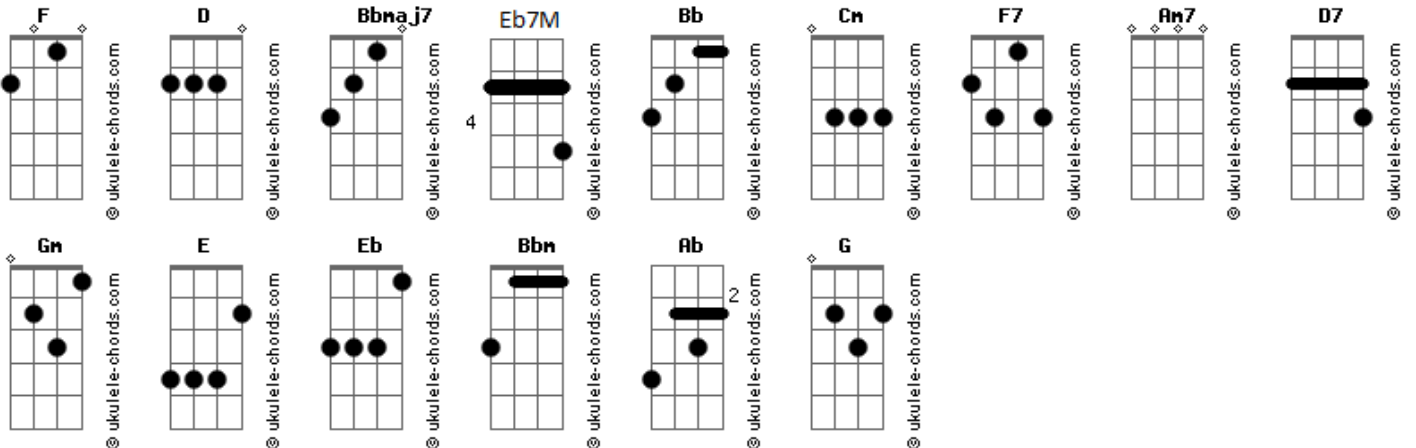 F D Bbmaj7 Eb7M Bb Cm F7 Am7 D7
© ukulele-chords.com © ukulele-chords.com © ukulele-chords.com 4 © ukulele-chords.com © ukulele-chords.com © ukulele-chords.com © ukulele-chords.com © ukulele-chords.com © ukulele-chords.com
Gm E Eb Bbm Ab G
© ukulele-chords.com © ukulele-chords.com © ukulele-chords.com © ukulele-chords.com 2 © ukulele-chords.com © ukulele-chords.com